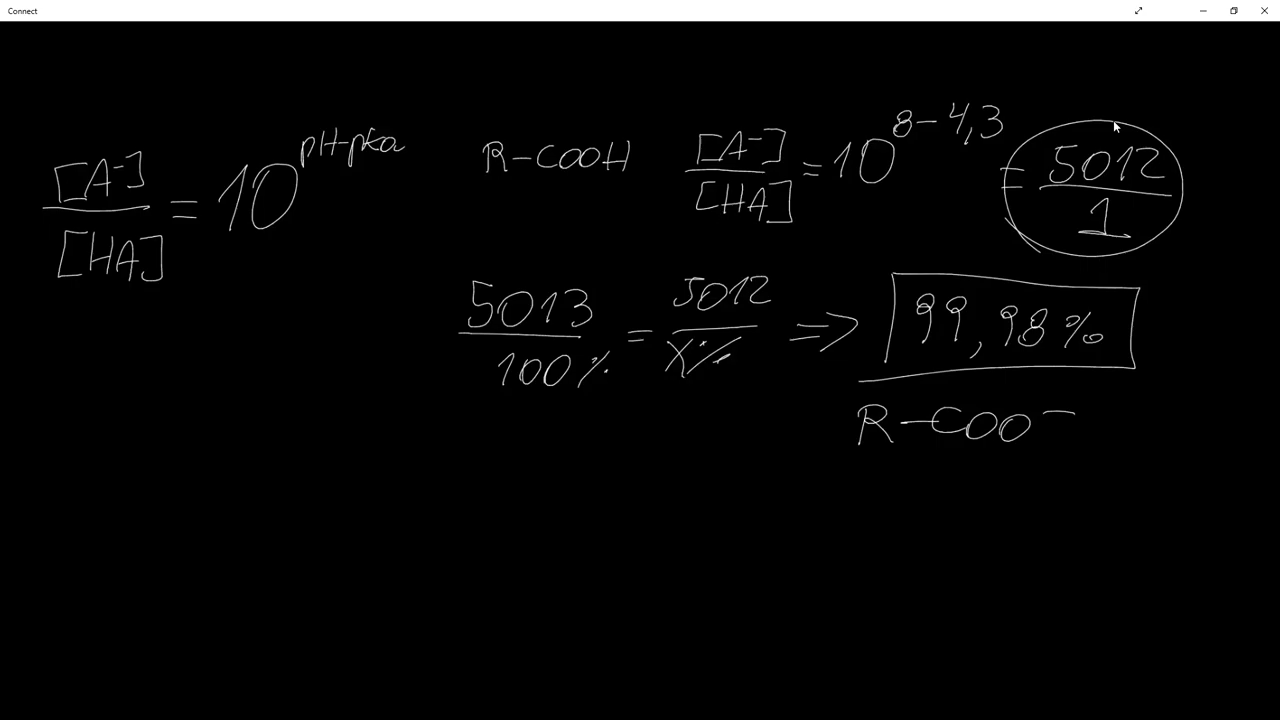 Connect
[A-] / [HA] = 10^pH-pKa
R-COOH [A-] / [HA] = 10^8-4,3 = 5012 / 1
5013 / 100% = 5012 / X% => 99,98%
R-COO-